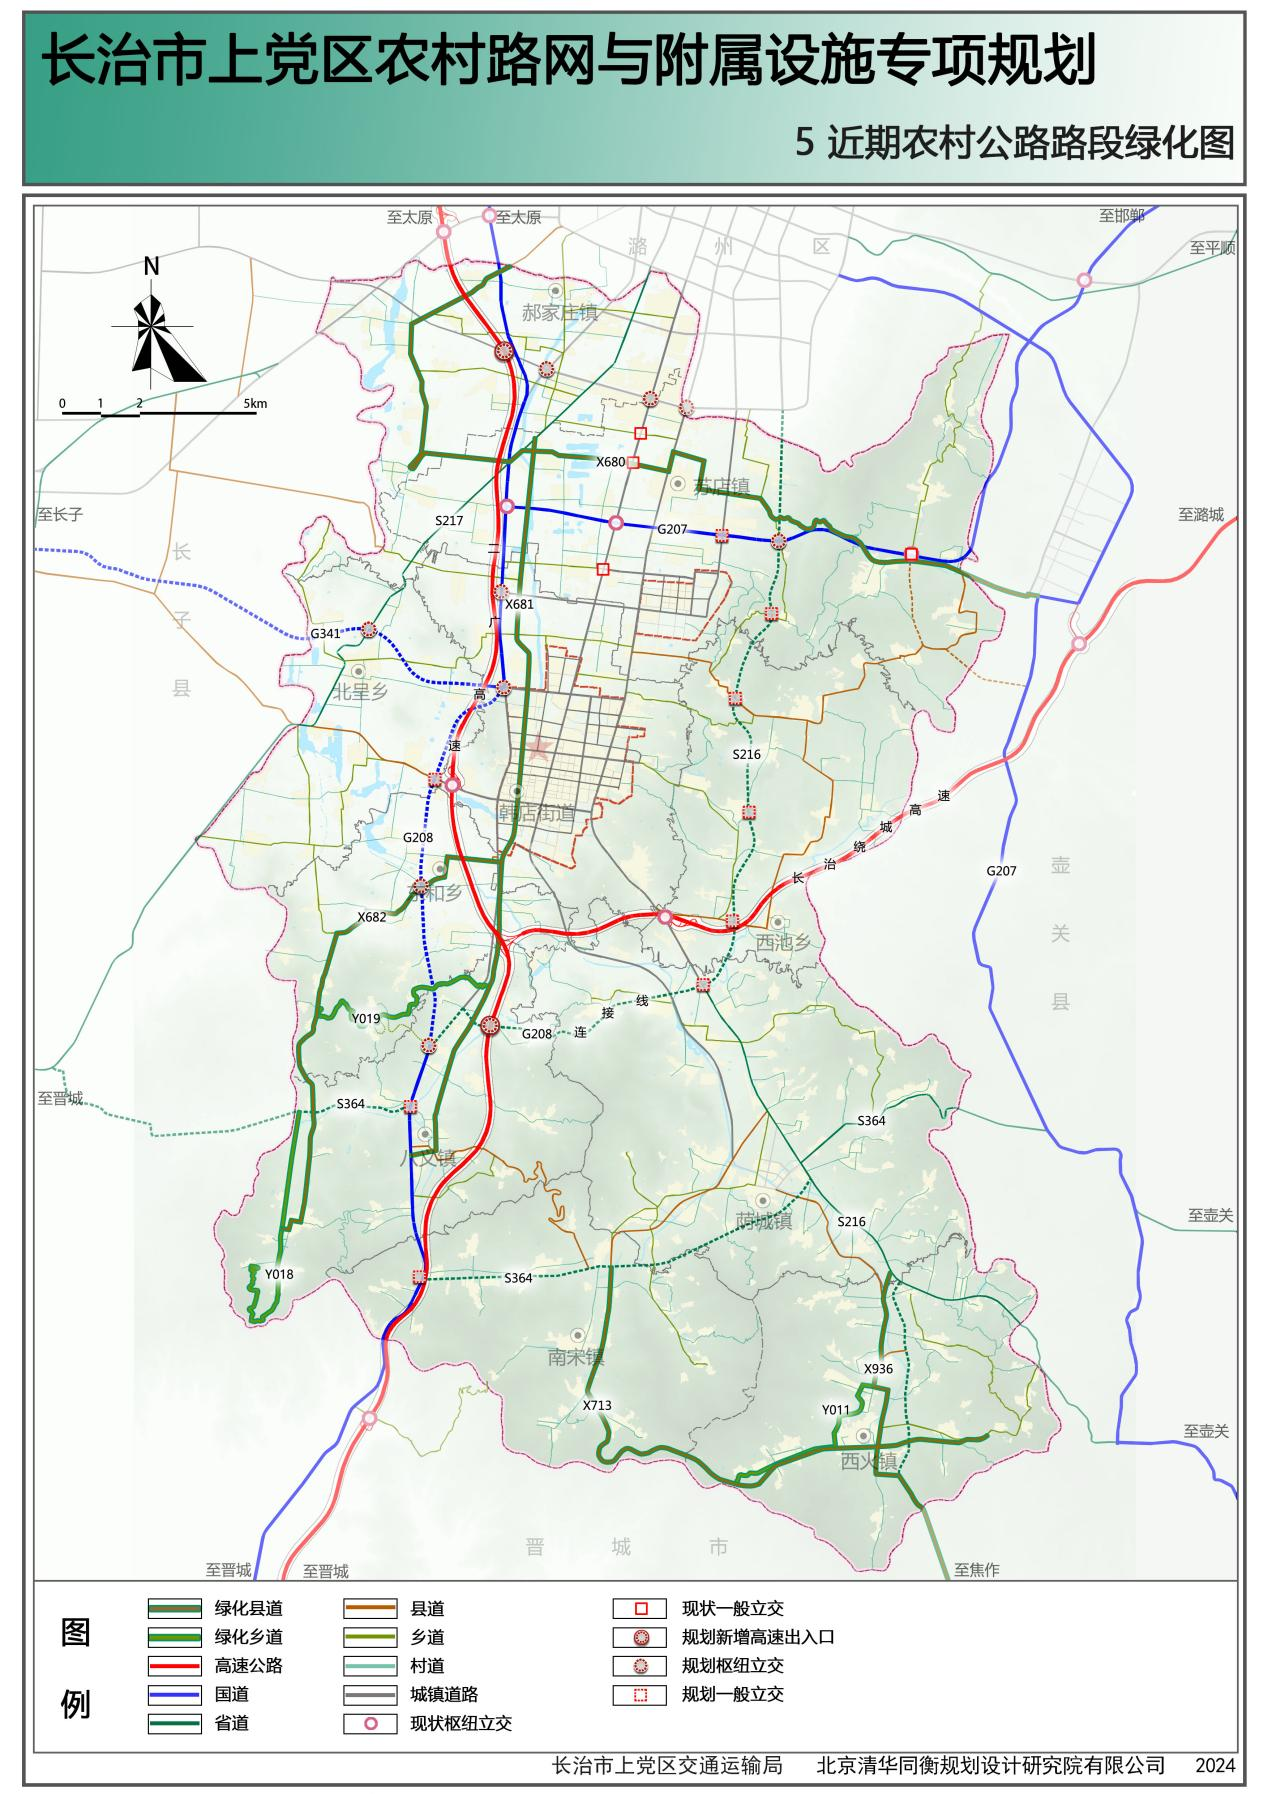 长治市上党区农村路网与附属设施专项规划
5 近期农村公路路段绿化图
至太原
至太原
至邯郸
至平顺
潞州区
N
郝家庄镇
0 1 2 5km
X680
苏店镇
至长子
S217
G207
至潞城
长子县
二广高速
X681
G341
北呈乡
S216
长治绕城高速
韩店街道
G208
G207
壶关县
东和乡
X682
西池乡
Y019
G208
连接线
至晋城
S364
S364
八义镇
荫城镇
S216
至壶关
Y018
S364
南宋镇
X936
X713
Y011
至壶关
西火镇
晋城市
至晋城
至晋城
至焦作
图例
绿化县道
县道
现状一般立交
绿化乡道
乡道
规划新增高速出入口
高速公路
村道
规划枢纽立交
国道
城镇道路
规划一般立交
省道
现状枢纽立交
长治市上党区交通运输局 北京清华同衡规划设计研究院有限公司 2024